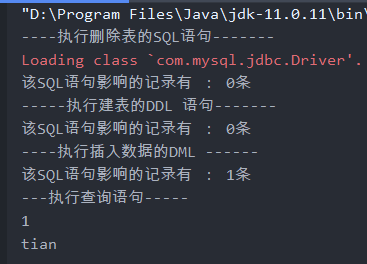 "D:\Program Files\Java\jdk-11.0.11\bin\
----执行删除表的SQL语句-------
Loading class `com.mysql.jdbc.Driver'.
该SQL语句影响的记录有 : 0条
-----执行建表的DDL 语句-------
该SQL语句影响的记录有 : 0条
----执行插入数据的DML ------
该SQL语句影响的记录有 : 1条
---执行查询语句-----
1
tian